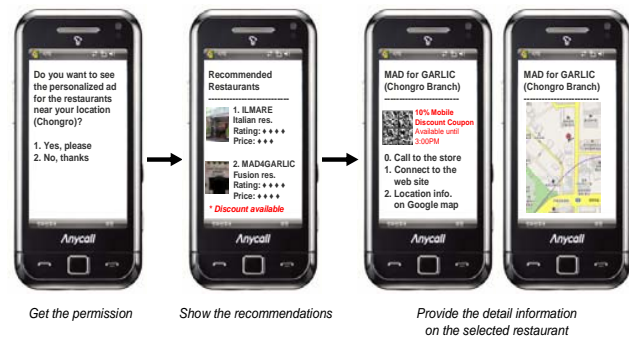 Do you want to see
the personalized ad
for the restaurants
near your location
(Chongro)?
1. Yes, please
2. No, thanks
Anycall
Recommended
Restaurants
----------------------------
1. ILMARE
Italian res.
Rating: ♦ ♦ ♦ ♦
Price: ♦ ♦ ♦
2. MAD4GARLIC
Fusion res.
Rating: ♦ ♦ ♦ ♦
Price: ♦ ♦ ♦ ♦
* Discount available
Anycall
MAD for GARLIC
(Chongro Branch)
----------------------------
10% Mobile
Discount Coupon
Available until
3:00PM
0. Call to the store
1. Connect to the
web site
2. Location info.
on Google map
Anycall
MAD for GARLIC
(Chongro Branch)
----------------------------
Anycall
Get the permission
Show the recommendations
Provide the detail information
on the selected restaurant